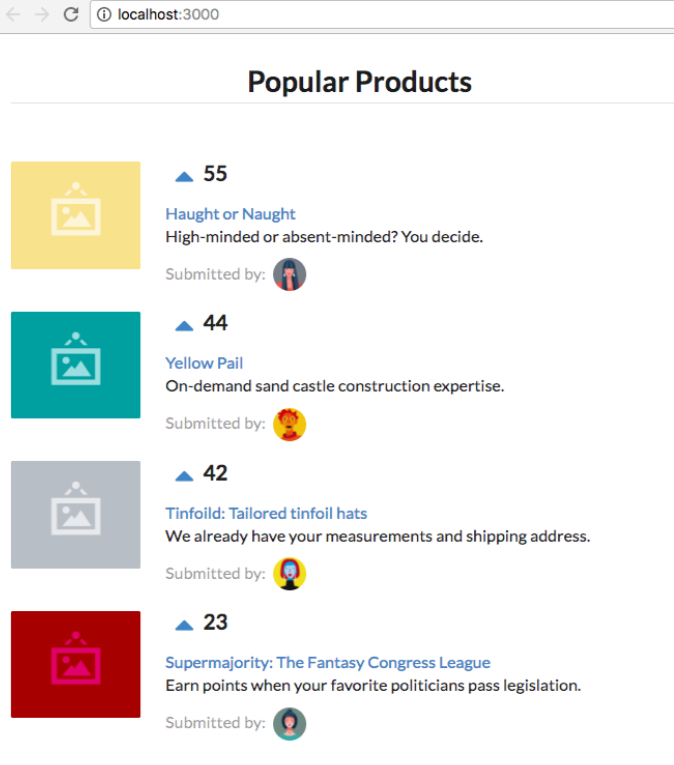 localhost:3000
Popular Products
55
Haught or Naught
High-minded or absent-minded? You decide.
Submitted by:
44
Yellow Pail
On-demand sand castle construction expertise.
Submitted by:
42
Tinfoild: Tailored tinfoil hats
We already have your measurements and shipping address.
Submitted by:
23
Supermajority: The Fantasy Congress League
Earn points when your favorite politicians pass legislation.
Submitted by: